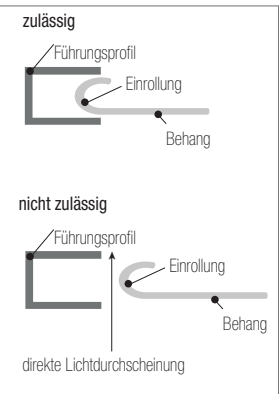 zulässig
Führungsprofil
Einrollung
Behang
nicht zulässig
Führungsprofil
Einrollung
Behang
direkte Lichtdurchscheinung